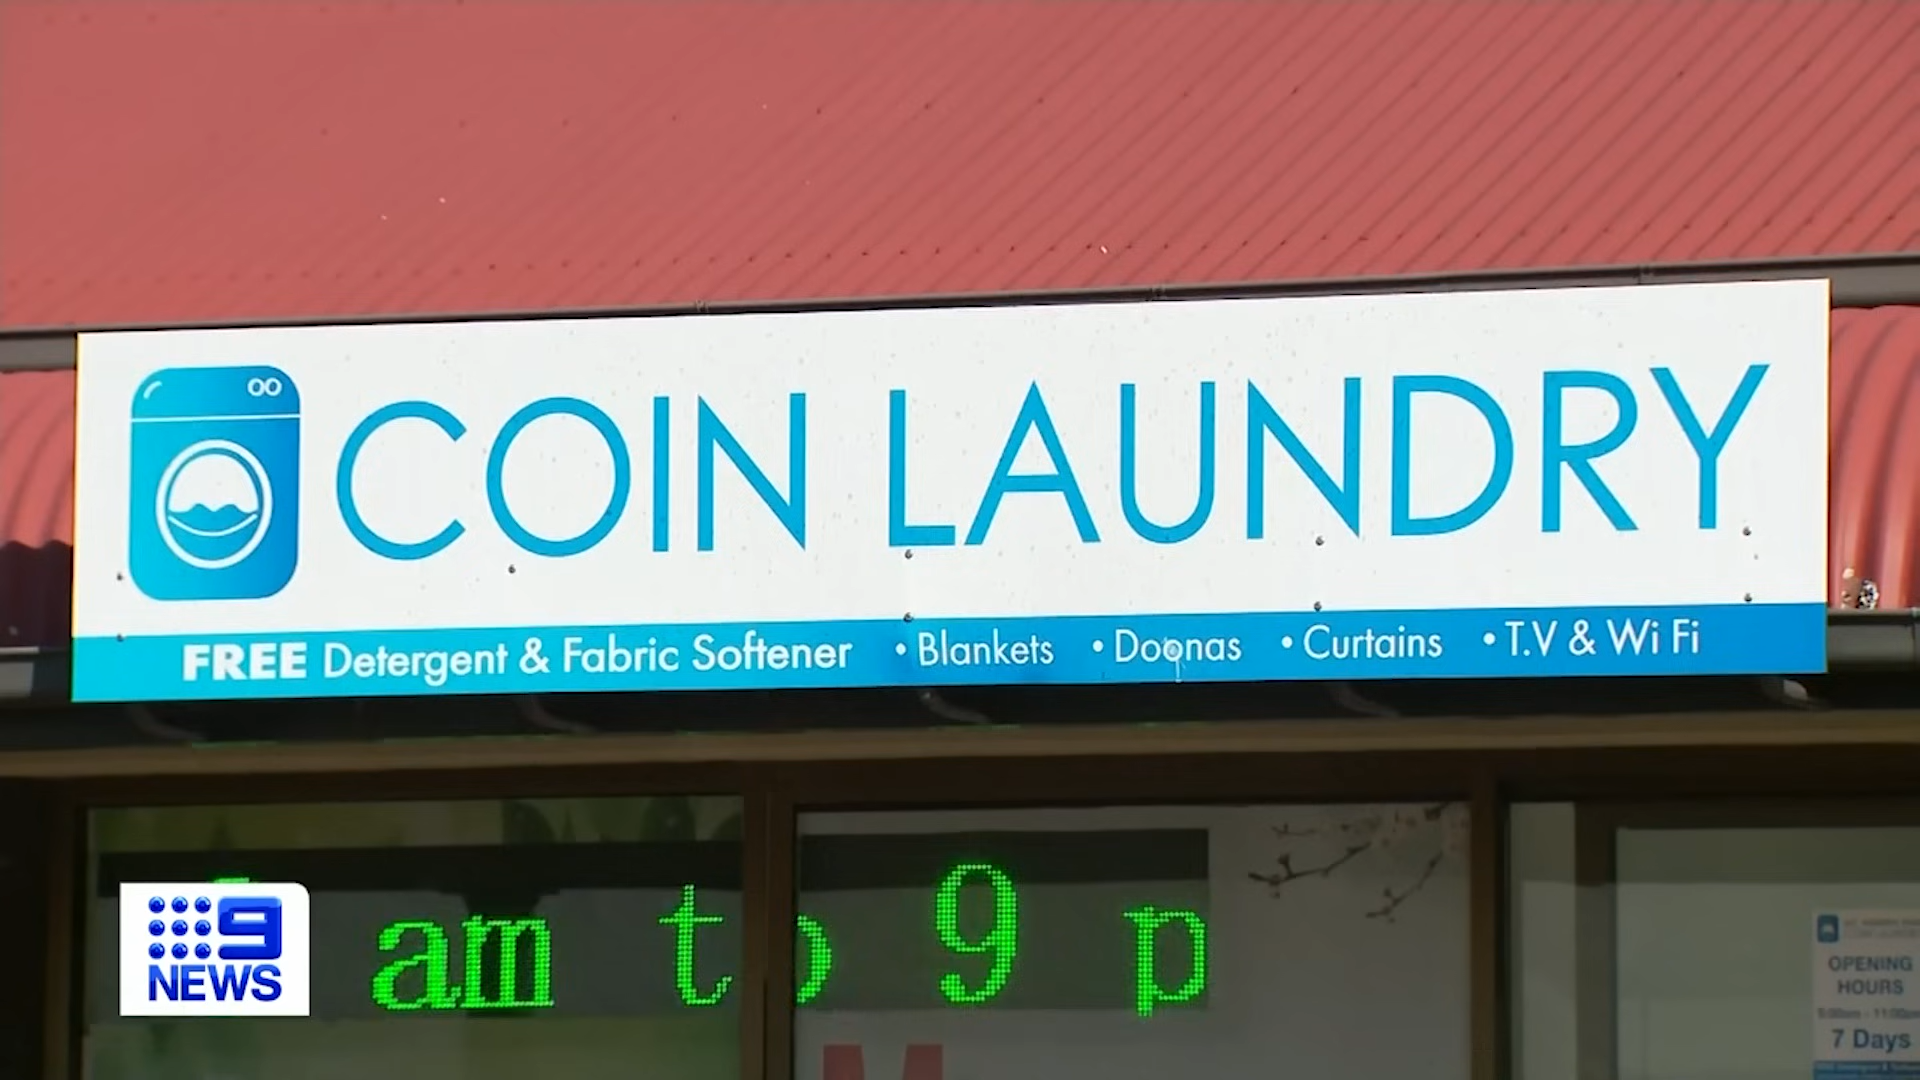 COIN LAUNDRY
FREE Detergent & Fabric Softener • Blankets • Doonas • Curtains • T.V & Wi Fi
am to 9 p
9
NEWS
OPENING
HOURS
7 Days